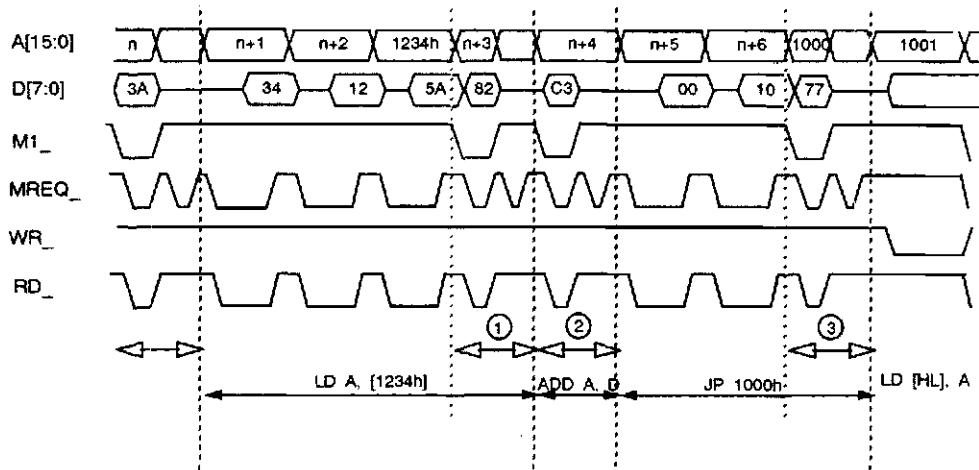 A[15:0] n n+1 n+2 1234h n+3 n+4 n+5 n+6 1000 1001
D[7:0] 3A 34 12 5A 82 C3 00 10 77
M1_
MREQ_
WR_
RD_
1 2 3
LD A, [1234h] ADD A, D JP 1000h LD [HL], A